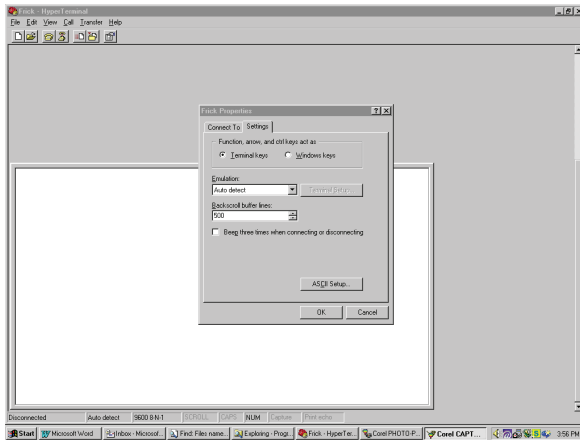 Frick - HyperTerminal
File Edit View Call Transfer Help
Frick Properties
Connect To Settings
Function, arrow, and ctrl keys act as
Terminal keys Windows keys
Emulation:
Auto detect Terminal Setup...
Backscroll buffer lines:
500
Beep three times when connecting or disconnecting
ASCII Setup...
OK Cancel
Disconnected Auto detect 9600 8-N-1 SCROLL CAPS NUM Capture Print echo
Start Microsoft Word Inbox - Microsof... Find: Files name... Exploring - Progr... Frick - HyperTer... Corel PHOTO-P... Corel CAPT... 3:56 PM